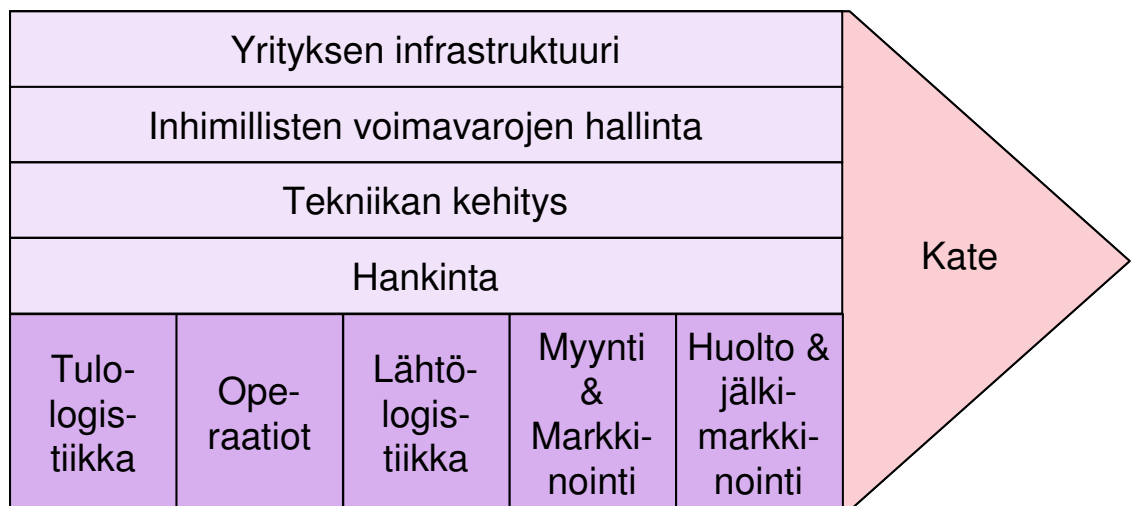 Yrityksen infrastruktuuri
Inhimillisten voimavarojen hallinta
Tekniikan kehitys
Hankinta
Kate
Tulo-
logis-
tiikka
Ope-
raatiot
Lähtö-
logis-
tiikka
Myynti
&
Markki-
nointi
Huolto &
jälki-
markki-
nointi